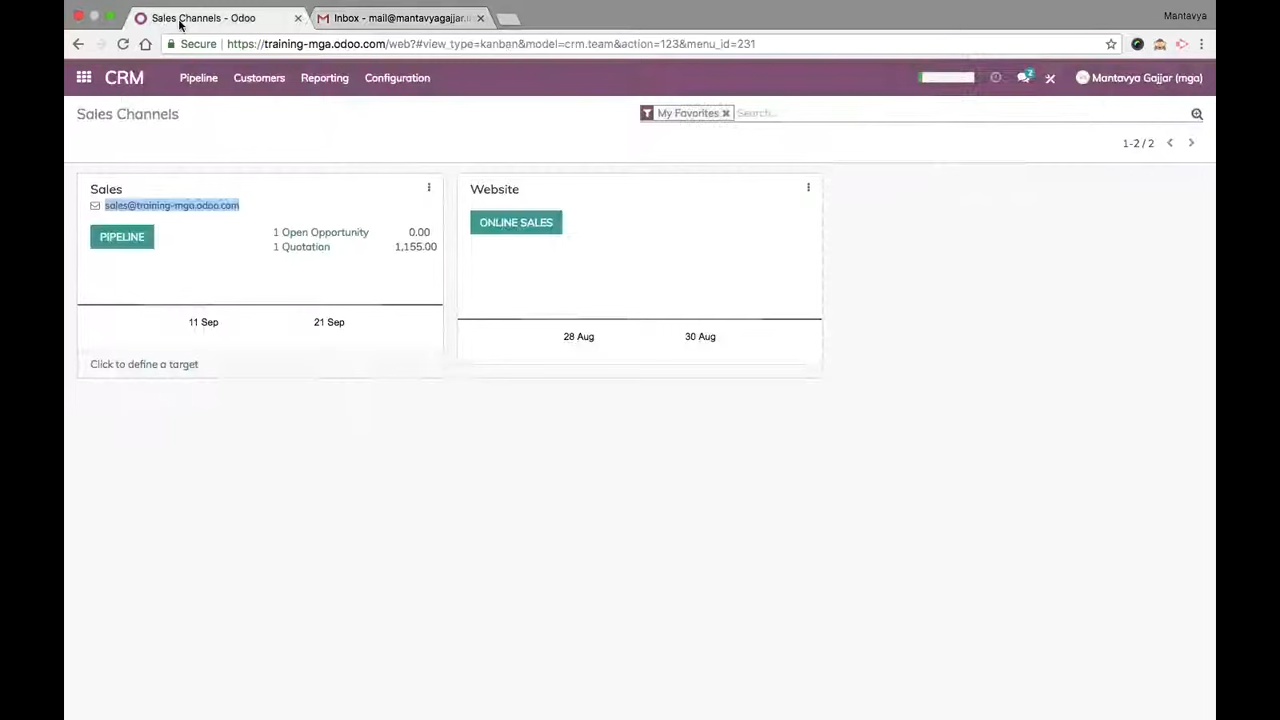 Sales Channels - Odoo
Inbox - mail@mantavyagajjar.i
Mantavya
Secure https://training-mga.odoo.com/web?#view_type=kanban&model=crm.team&action=123&menu_id=231
CRM Pipeline Customers Reporting Configuration 2 Mantavya Gajjar (mga)
Sales Channels My Favorites Search...
1-2 / 2
Sales
sales@training-mga.odoo.com
PIPELINE
1 Open Opportunity 0.00
1 Quotation 1,155.00
11 Sep 21 Sep
Click to define a target
Website
ONLINE SALES
28 Aug 30 Aug